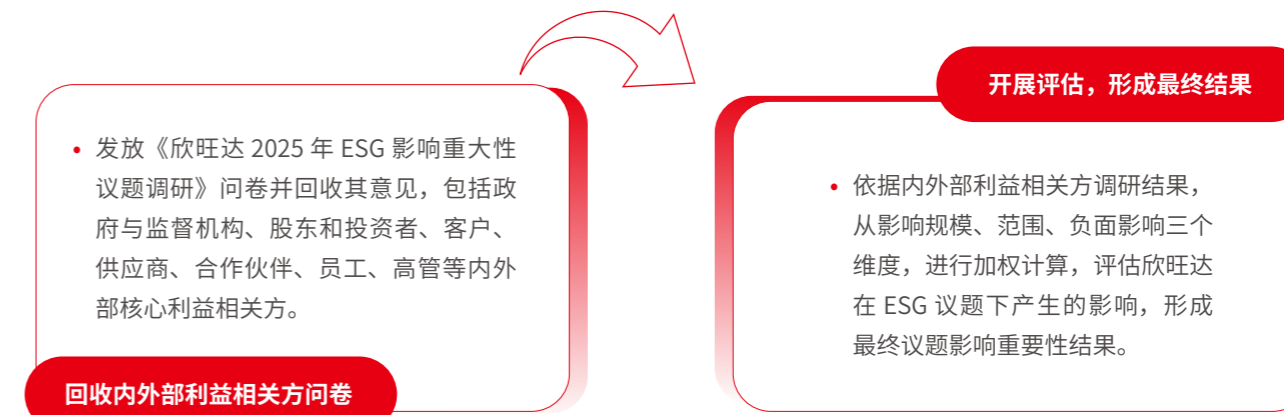 • 发放《欣旺达 2025 年 ESG 影响重大性
议题调研》问卷并回收其意见，包括政
府与监督机构、股东和投资者、客户、
供应商、合作伙伴、员工、高管等内外
部核心利益相关方。
回收内外部利益相关方问卷
开展评估，形成最终结果
• 依据内外部利益相关方调研结果，
从影响规模、范围、负面影响三个
维度，进行加权计算，评估欣旺达
在 ESG 议题下产生的影响，形成
最终议题影响重要性结果。